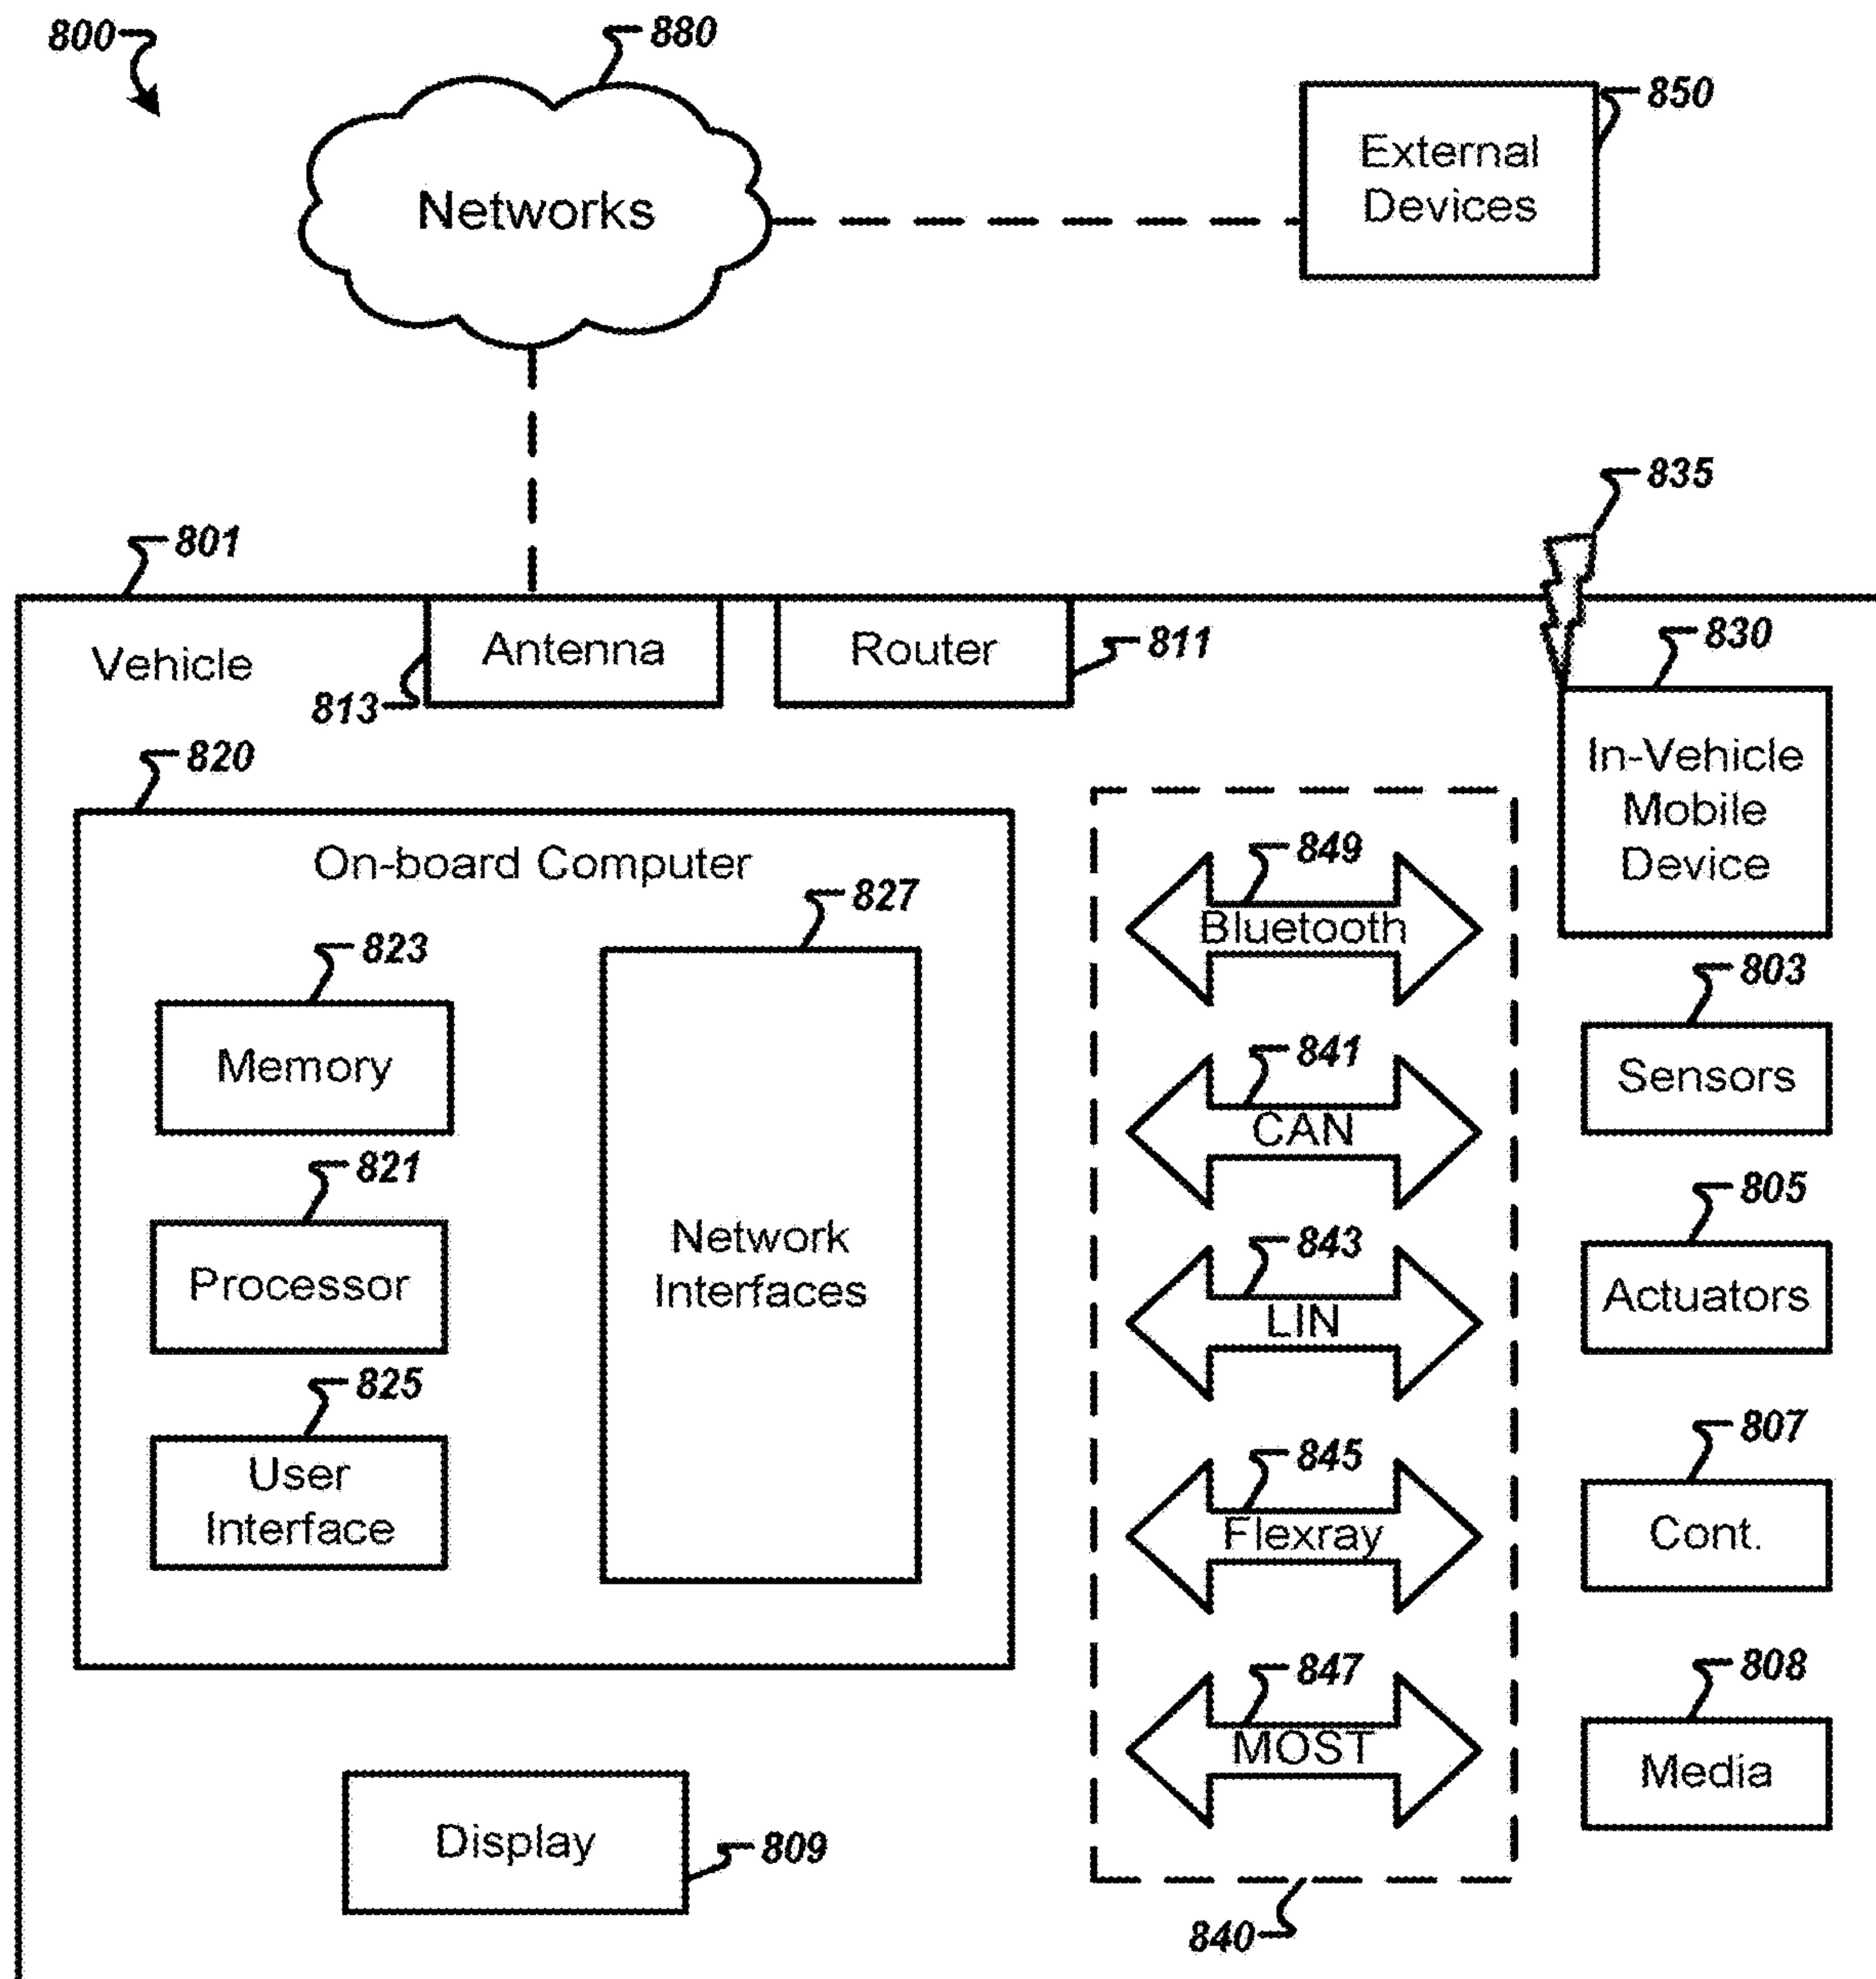 800
880
Networks
850
External
Devices
835
801
Vehicle
Antenna
813
Router
811
830
In-Vehicle
Mobile
Device
820
On-board Computer
823
Memory
821
Processor
825
User
Interface
827
Network
Interfaces
849
Bluetooth
841
CAN
843
LIN
845
Flexray
847
MOST
840
803
Sensors
805
Actuators
807
Cont.
808
Media
Display
809